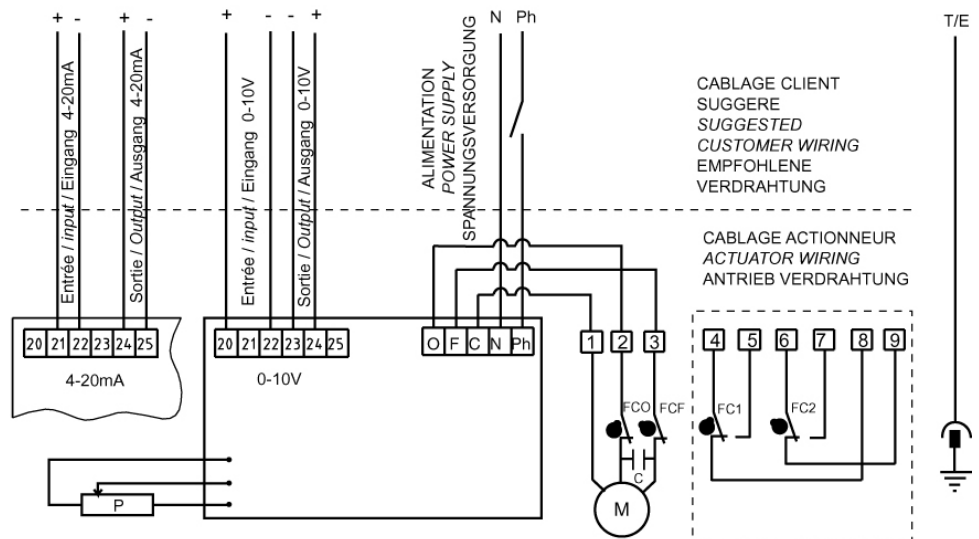 + - + - + - - + N Ph T/E
Entrée / input / Eingang 4-20mA
Sortie / Output / Ausgang 4-20mA
Entrée / input / Eingang 0-10V
Sortie / Output / Ausgang 0-10V
ALIMENTATION
POWER SUPPLY
SPANNUNGSVERSORGUNG
CABLAGE CLIENT
SUGGERE
SUGGESTED
CUSTOMER WIRING
EMPFOHLENE
VERDRAHTUNG
CABLAGE ACTIONNEUR
ACTUATOR WIRING
ANTRIEB VERDRAHTUNG
20 21 22 23 24 25
4-20mA
20 21 22 23 24 25
0-10V
O F C N Ph
1 2 3
4 5 6 7 8 9
FCO FCF
FC1 FC2
C
P
M